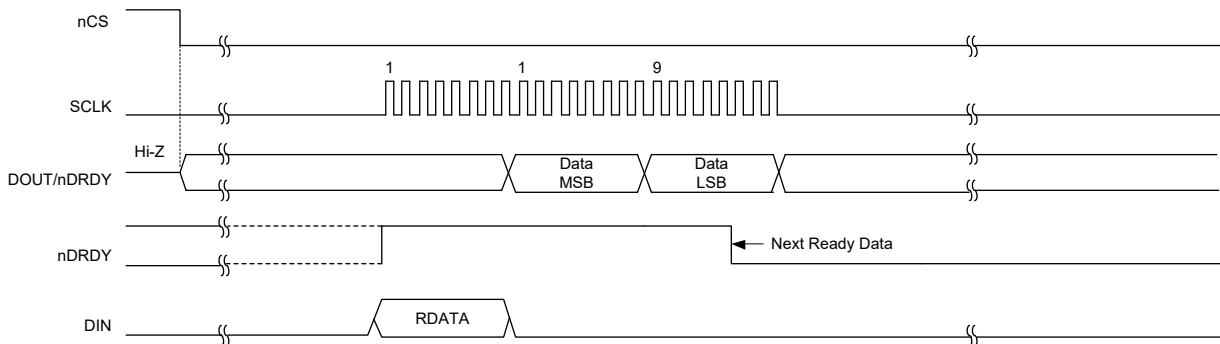 nCS
1 1 9
SCLK
Hi-Z
DOUT/nDRDY
Data
MSB
Data
LSB
nDRDY
Next Ready Data
DIN
RDATA